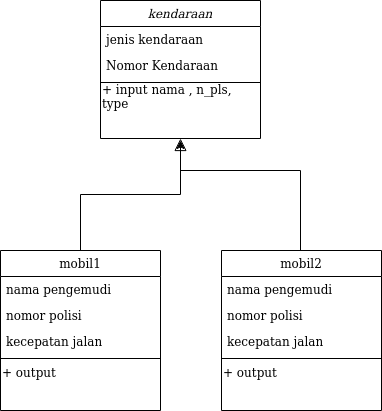 kendaraan
jenis kendaraan
Nomor Kendaraan
+ input nama , n_pls,
type
mobil1
nama pengemudi
nomor polisi
kecepatan jalan
+ output
mobil2
nama pengemudi
nomor polisi
kecepatan jalan
+ output